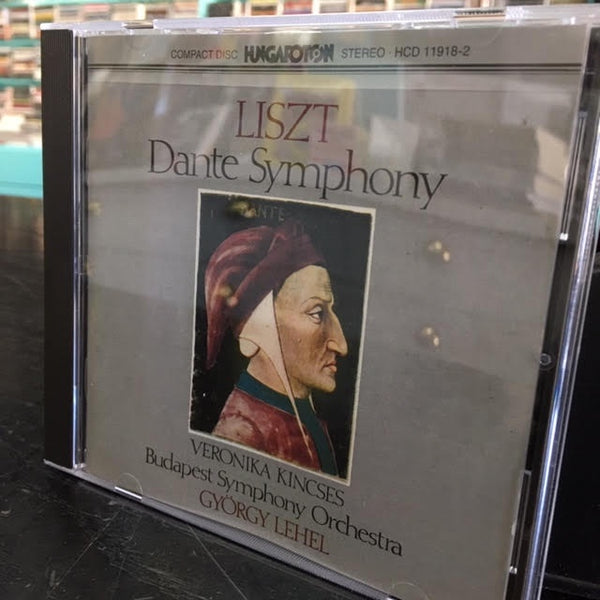 COMPACT DISC HUNGAROTON STEREO · HCD 11918-2
LISZT
Dante Symphony
DANTE
VERONIKA KINCSES
Budapest Symphony Orchestra
GYÖRGY LEHEL